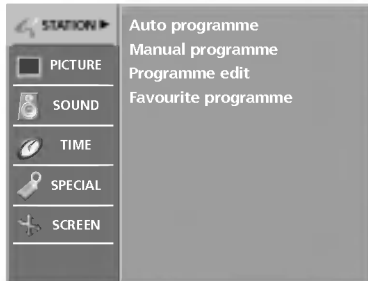 STATION ►
Auto programme
Manual programme
Programme edit
Favourite programme
PICTURE
SOUND
TIME
SPECIAL
SCREEN